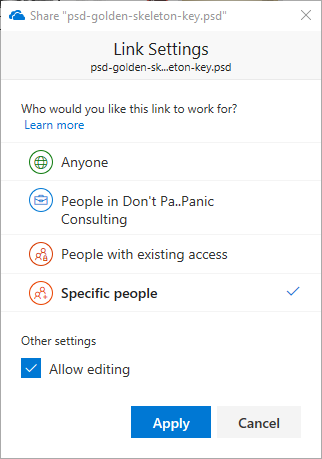 Share "psd-golden-skeleton-key.psd"
Link Settings
psd-golden-sk...eton-key.psd
Who would you like this link to work for?
Learn more
Anyone
People in Don't Pa..Panic
Consulting
People with existing access
Specific people
Other settings
Allow editing
Apply Cancel